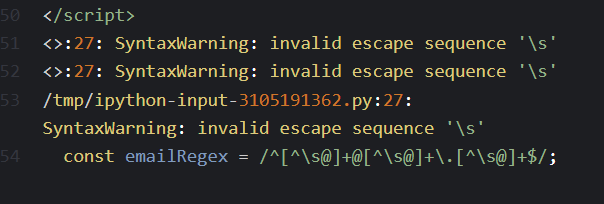 50 </script>
51 <>:27: SyntaxWarning: invalid escape sequence '\s'
52 <>:27: SyntaxWarning: invalid escape sequence '\s'
53 /tmp/ipython-input-3105191362.py:27:
SyntaxWarning: invalid escape sequence '\s'
54   const emailRegex = /^[^\s@]+@[^\s@]+\.[^\s@]+$/;